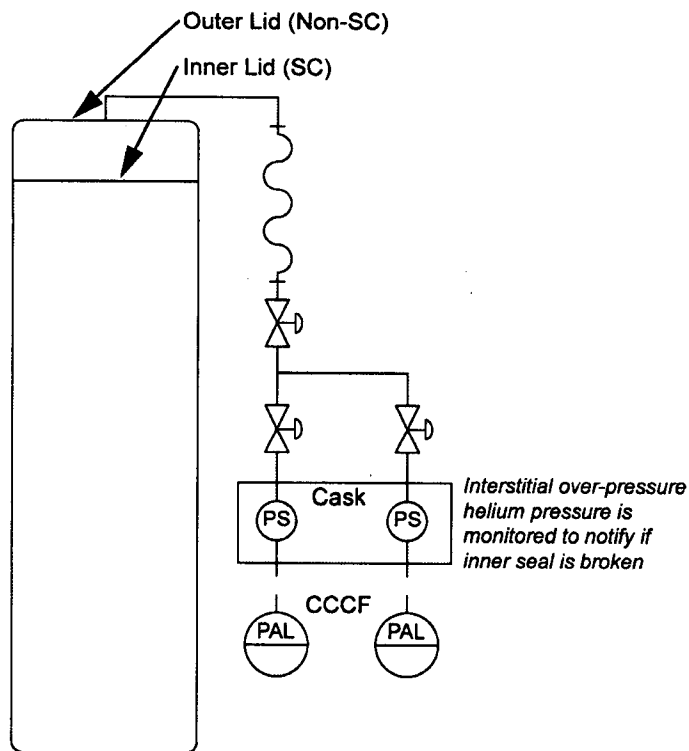 Outer Lid (Non-SC)
Inner Lid (SC)
Cask
PS
PS
Interstitial over-pressure
helium pressure is
monitored to notify if
inner seal is broken
CCCF
PAL
PAL